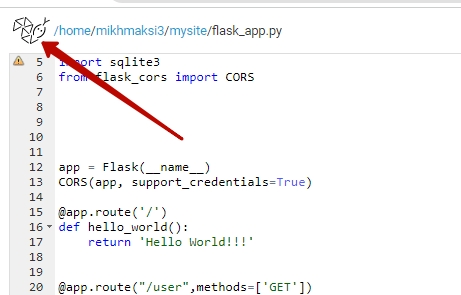 /home/mikhmaksi3/mysite/flask_app.py
5 import sqlite3
6 from flask_cors import CORS
7
8
9
10
11
12 app = Flask(__name__)
13 CORS(app, support_credentials=True)
14
15 @app.route('/')
16 def hello_world():
17     return 'Hello World!!!'
18
19
20 @app.route("/user",methods=['GET'])